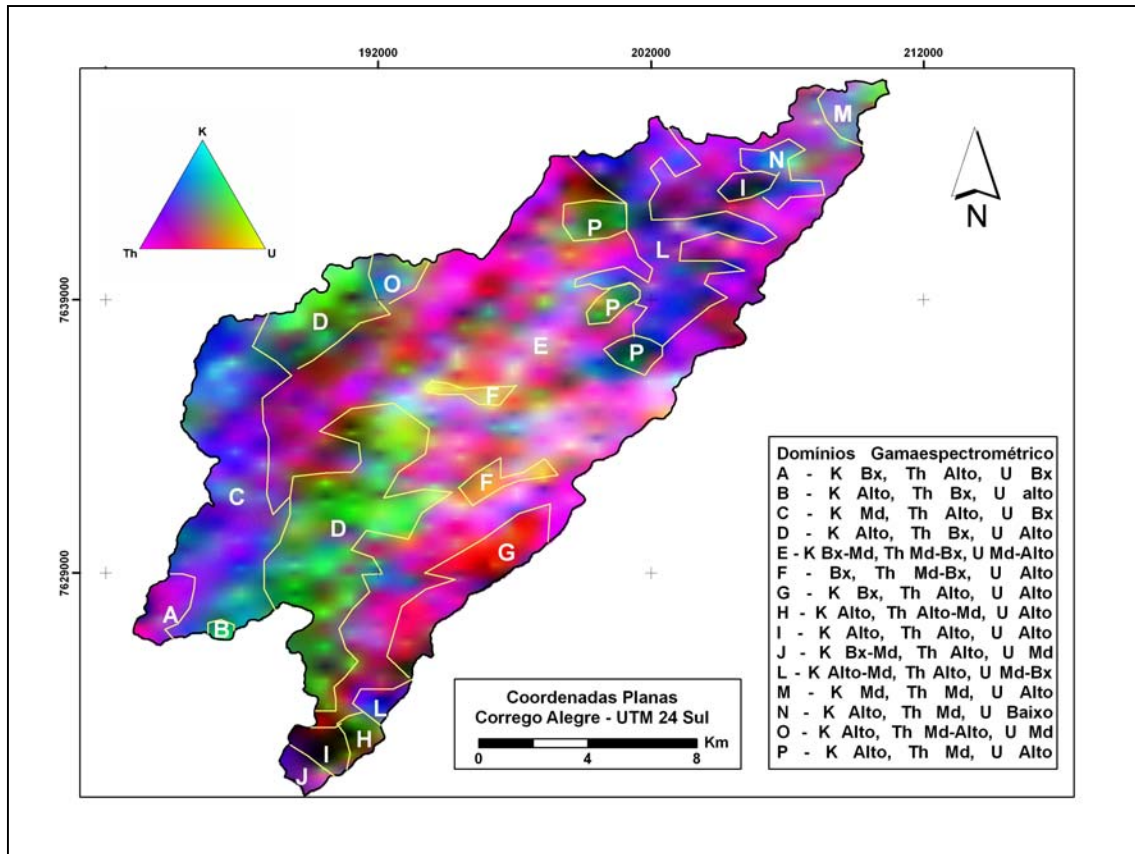 192000 202000 212000
K
Th U
N
7639000
7629000
M
N
I
P
L
O
P
D
E
P
F
C
F
D
G
A
B
L
H
I
J
Domínios Gamaespectrométrico
A - K Bx, Th Alto, U Bx
B - K Alto, Th Bx, U alto
C - K Md, Th Alto, U Bx
D - K Alto, Th Bx, U Alto
E - K Bx-Md, Th Md-Bx, U Md-Alto
F - Bx, Th Md-Bx, U Alto
G - K Bx, Th Alto, U Alto
H - K Alto, Th Alto-Md, U Alto
I - K Alto, Th Alto, U Alto
J - K Bx-Md, Th Alto, U Md
L - K Alto-Md, Th Alto, U Md-Bx
M - K Md, Th Md, U Alto
N - K Alto, Th Md, U Baixo
O - K Alto, Th Md-Alto, U Md
P - K Alto, Th Md, U Alto
Coordenadas Planas
Corrego Alegre - UTM 24 Sul
Km
0 4 8